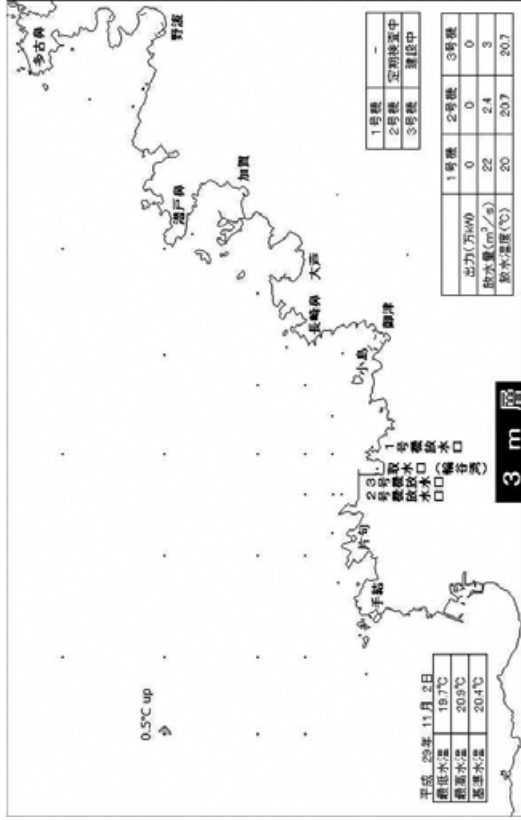 多古鼻
野波
潜戸鼻
加賀
大芦
長崎鼻
御津
小島
1号機放水口
取水口(輪谷湾)
3号機放水口
2号機放水口
片句
手結
0.5℃ up
1号機 −
2号機 定期検査中
3号機 建設中
1号機 2号機 3号機
出力(万kW) 0 0 0
放水量(m³/s) 22 2.4 3
放水温度(℃) 20 20.7 20.7
3 m 層
平成 29年 11月 2日
最低水温 19.7℃
最高水温 20.9℃
基準水温 20.4℃